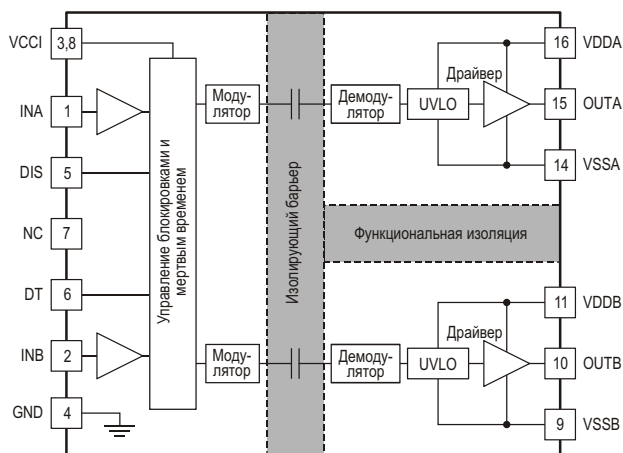 VCCI
3,8
INA
1
DIS
5
NC
7
DT
6
INB
2
GND
4
Управление блокировками и
мертвым временем
Моду-
лятор
Изолирующий барьер
Демоду-
лятор
UVLO
Драйвер
16
VDDA
15
OUTA
14
VSSA
Функциональная изоляция
Моду-
лятор
Демоду-
лятор
UVLO
Драйвер
11
VDDB
10
OUTB
9
VSSB